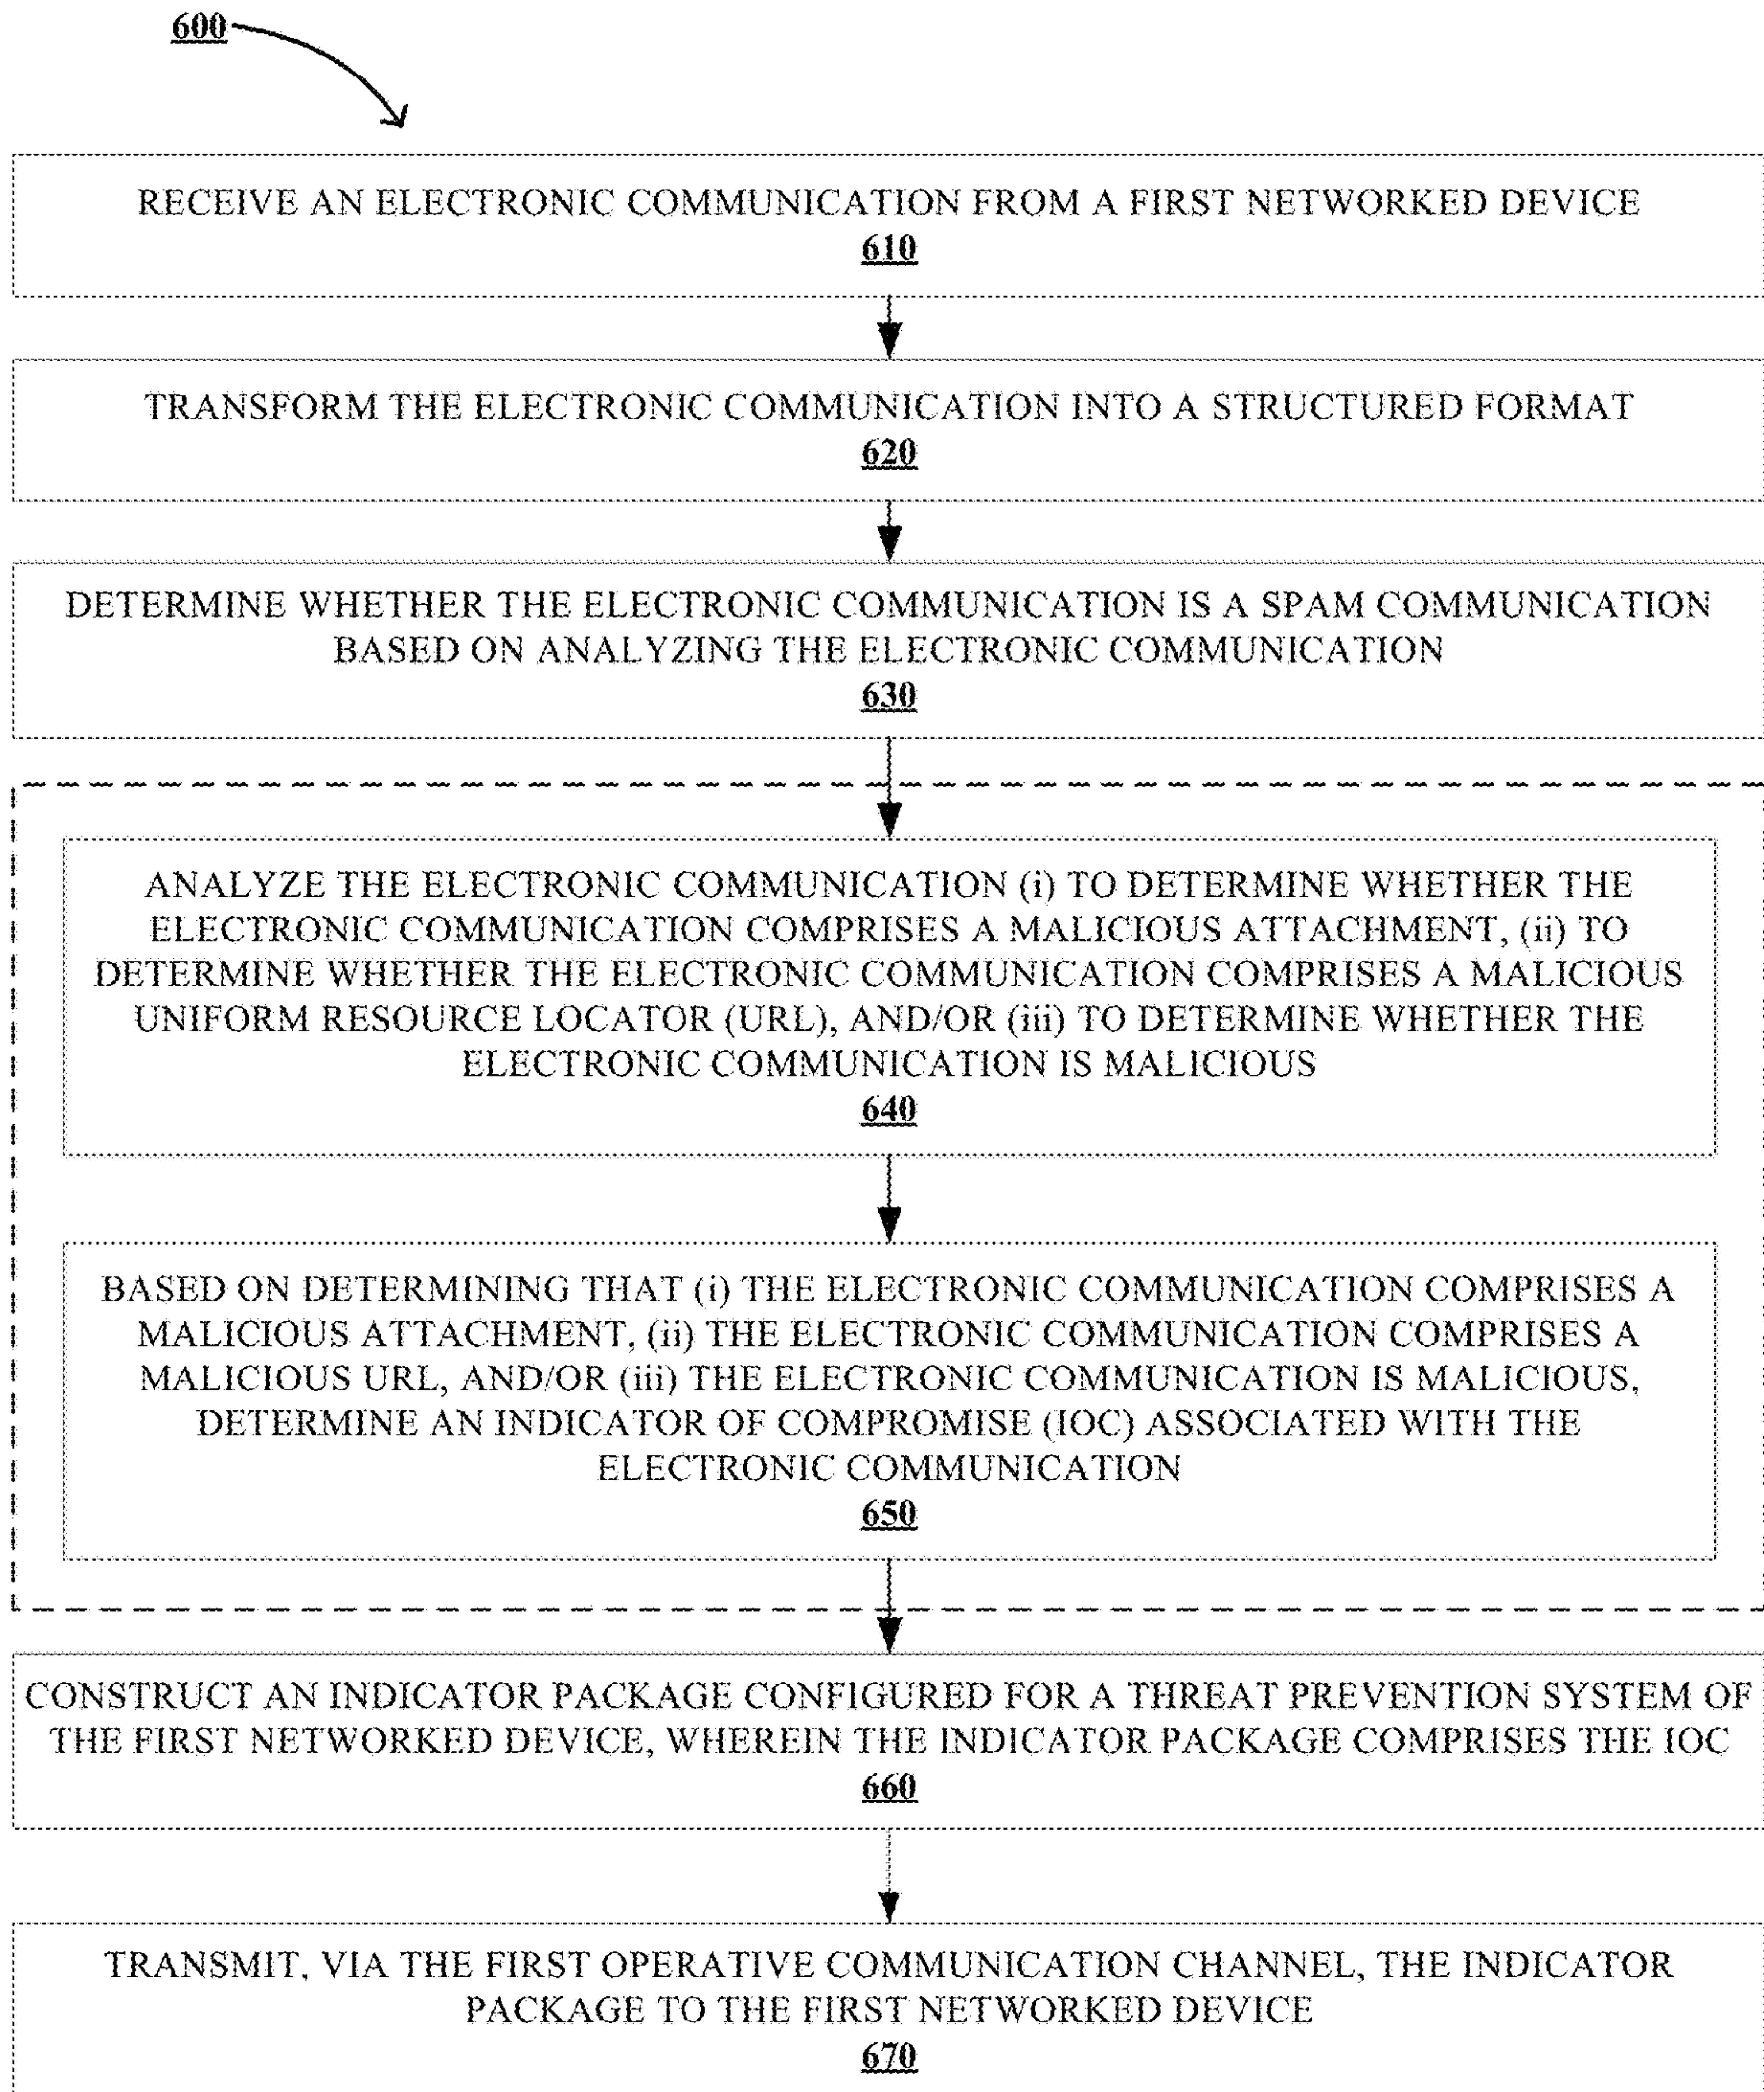 600
RECEIVE AN ELECTRONIC COMMUNICATION FROM A FIRST NETWORKED DEVICE
610
TRANSFORM THE ELECTRONIC COMMUNICATION INTO A STRUCTURED FORMAT
620
DETERMINE WHETHER THE ELECTRONIC COMMUNICATION IS A SPAM COMMUNICATION
BASED ON ANALYZING THE ELECTRONIC COMMUNICATION
630
ANALYZE THE ELECTRONIC COMMUNICATION (i) TO DETERMINE WHETHER THE
ELECTRONIC COMMUNICATION COMPRISES A MALICIOUS ATTACHMENT, (ii) TO
DETERMINE WHETHER THE ELECTRONIC COMMUNICATION COMPRISES A MALICIOUS
UNIFORM RESOURCE LOCATOR (URL), AND/OR (iii) TO DETERMINE WHETHER THE
ELECTRONIC COMMUNICATION IS MALICIOUS
640
BASED ON DETERMINING THAT (i) THE ELECTRONIC COMMUNICATION COMPRISES A
MALICIOUS ATTACHMENT, (ii) THE ELECTRONIC COMMUNICATION COMPRISES A
MALICIOUS URL, AND/OR (iii) THE ELECTRONIC COMMUNICATION IS MALICIOUS,
DETERMINE AN INDICATOR OF COMPROMISE (IOC) ASSOCIATED WITH THE
ELECTRONIC COMMUNICATION
650
CONSTRUCT AN INDICATOR PACKAGE CONFIGURED FOR A THREAT PREVENTION SYSTEM OF
THE FIRST NETWORKED DEVICE, WHEREIN THE INDICATOR PACKAGE COMPRISES THE IOC
660
TRANSMIT, VIA THE FIRST OPERATIVE COMMUNICATION CHANNEL, THE INDICATOR
PACKAGE TO THE FIRST NETWORKED DEVICE
670